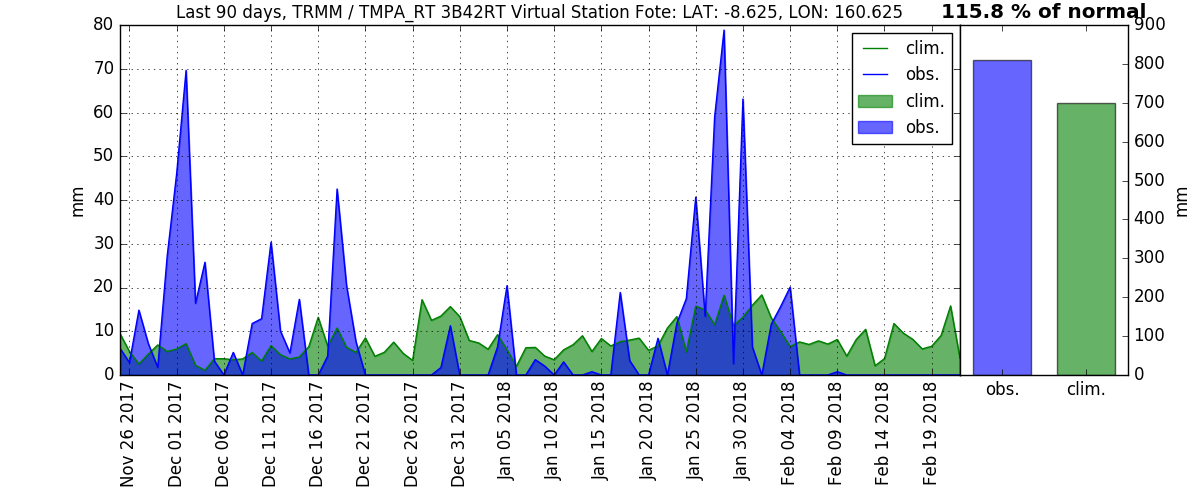 Last 90 days, TRMM / TMPA_RT 3B42RT Virtual Station Fote: LAT: -8.625, LON: 160.625
115.8 % of normal
80
70
60
50
40
30
20
10
0
mm
clim.
obs.
clim.
obs.
900
800
700
600
500
400
300
200
100
0
mm
obs.
clim.
Nov 26 2017
Dec 01 2017
Dec 06 2017
Dec 11 2017
Dec 16 2017
Dec 21 2017
Dec 26 2017
Dec 31 2017
Jan 05 2018
Jan 10 2018
Jan 15 2018
Jan 20 2018
Jan 25 2018
Jan 30 2018
Feb 04 2018
Feb 09 2018
Feb 14 2018
Feb 19 2018